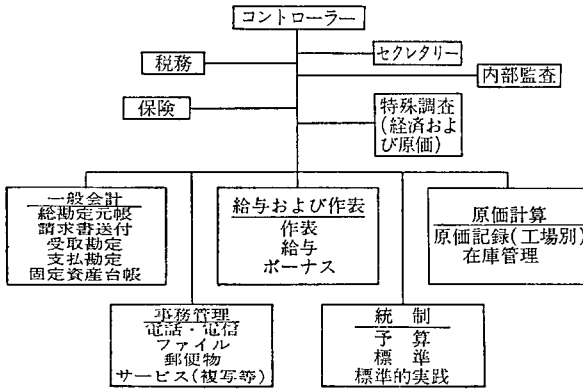 コントローラー
セクレタリー
税務
内部監査
保険
特殊調査
(経済およ
び原価)
一般会計
総勘定元帳
請求書送付
受取勘定
支払勘定
固定資産台帳
給与および作表
作表
給与
ボーナス
原価計算
原価記録(工場別)
在庫管理
事務管理
電話・電信
ファイル
郵便物
サービス(複写等)
統制
予算
標準
標準的実践